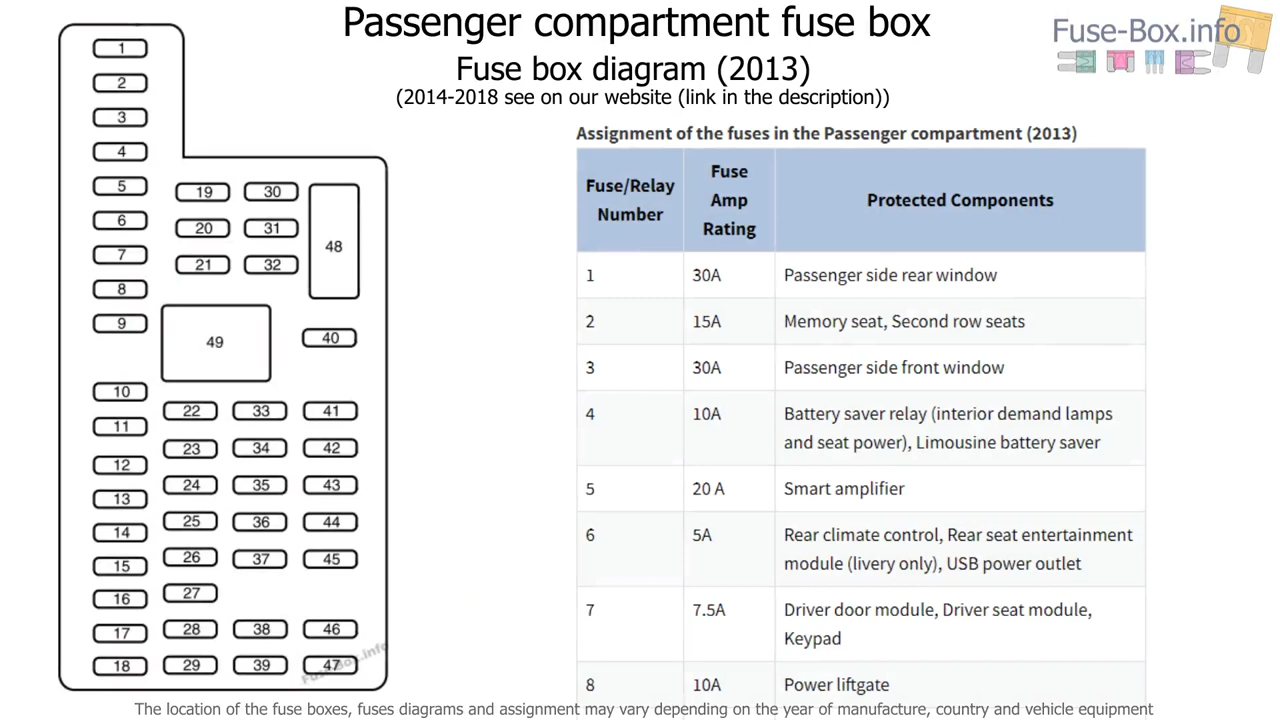 Passenger compartment fuse box
Fuse box diagram (2013)
(2014-2018 see on our website (link in the description))
Fuse-Box.info
1
2
3
4
5
6
7
8
9
10
11
12
13
14
15
16
17
18
19 30
20 31
21 32
48
49
40
22 33 41
23 34 42
24 35 43
25 36 44
26 37 45
27
28 38 46
29 39 47
Fuse-Box.info
Assignment of the fuses in the Passenger compartment (2013)
Fuse/Relay
Number
Fuse
Amp
Rating
Protected Components
1 30A Passenger side rear window
2 15A Memory seat, Second row seats
3 30A Passenger side front window
4 10A Battery saver relay (interior demand lamps
and seat power), Limousine battery saver
5 20 A Smart amplifier
6 5A Rear climate control, Rear seat entertainment
module (livery only), USB power outlet
7 7.5A Driver door module, Driver seat module,
Keypad
8 10A Power liftgate
The location of the fuse boxes, fuses diagrams and assignment may vary depending on the year of manufacture, country and vehicle equipment